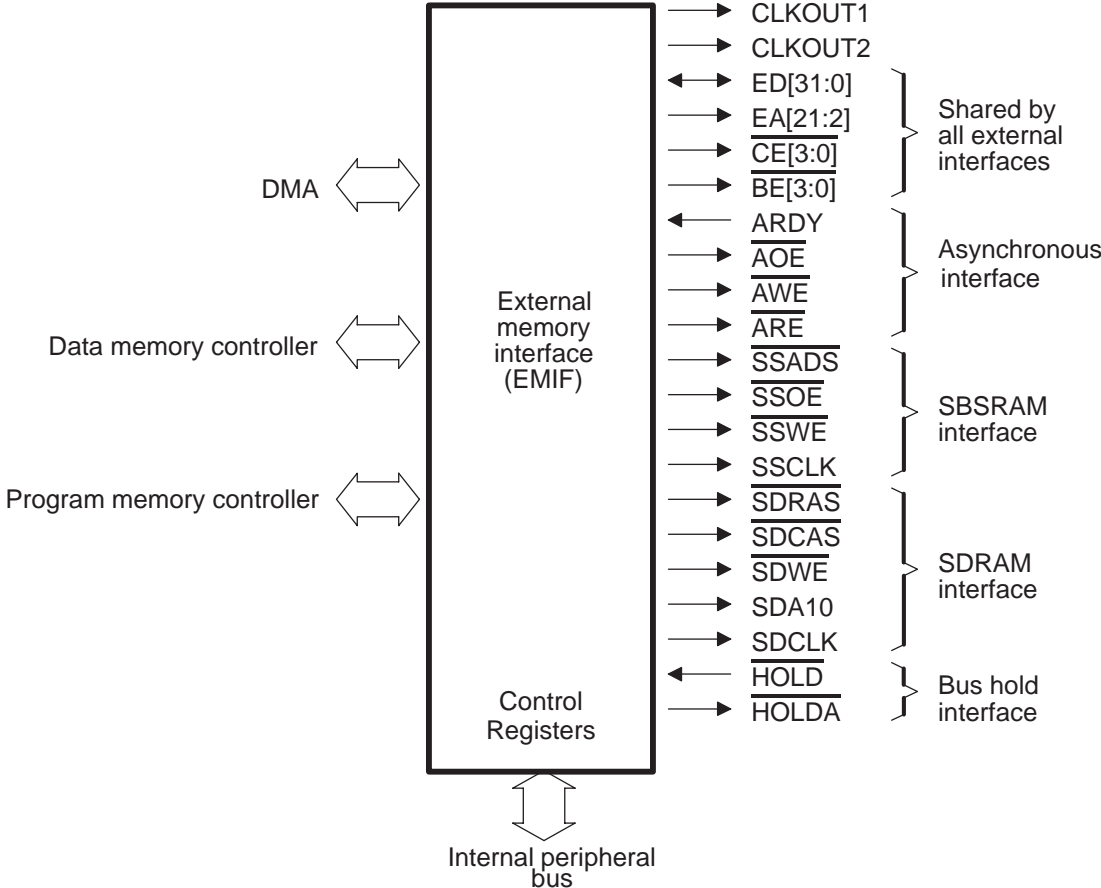 CLKOUT1
CLKOUT2
ED[31:0]
EA[21:2]
CE[3:0]
BE[3:0]
Shared by
all external
interfaces
DMA
ARDY
AOE
AWE
ARE
Asynchronous
interface
External
memory
interface
(EMIF)
Data memory controller
SSADS
SSOE
SSWE
SSCLK
SBSRAM
interface
Program memory controller
SDRAS
SDCAS
SDWE
SDA10
SDCLK
SDRAM
interface
HOLD
HOLDA
Bus hold
interface
Control
Registers
Internal peripheral
bus